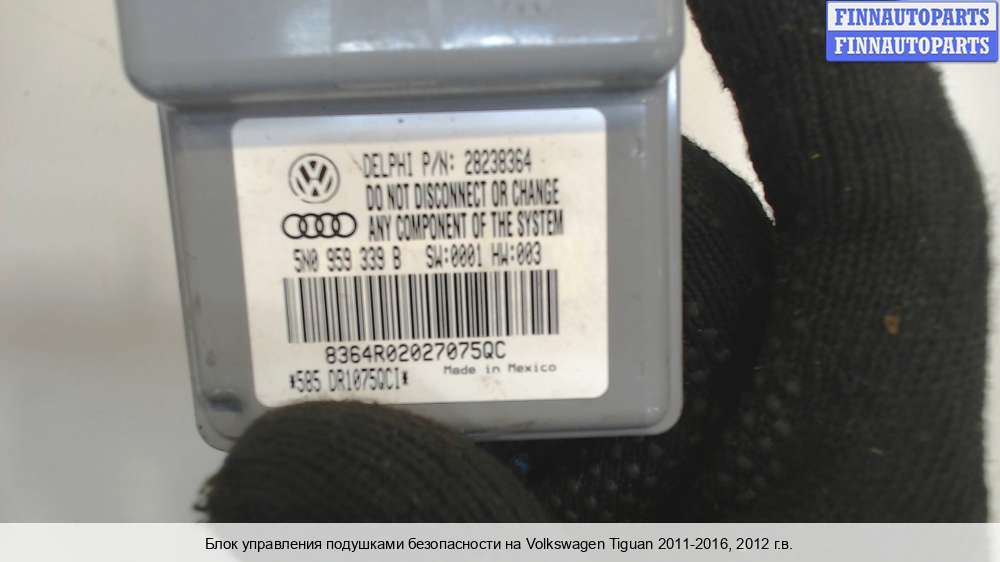 FINNAUTOPARTS
FINNAUTOPARTS
DELPHI P/N: 28238364
DO NOT DISCONNECT OR CHANGE
ANY COMPONENT OF THE SYSTEM
5N0 959 339 B SW:0001 HW:003
8364R02027075QC
Made in Mexico
*585 DR1075QCI*
Блок управления подушками безопасности на Volkswagen Tiguan 2011-2016, 2012 г.в.